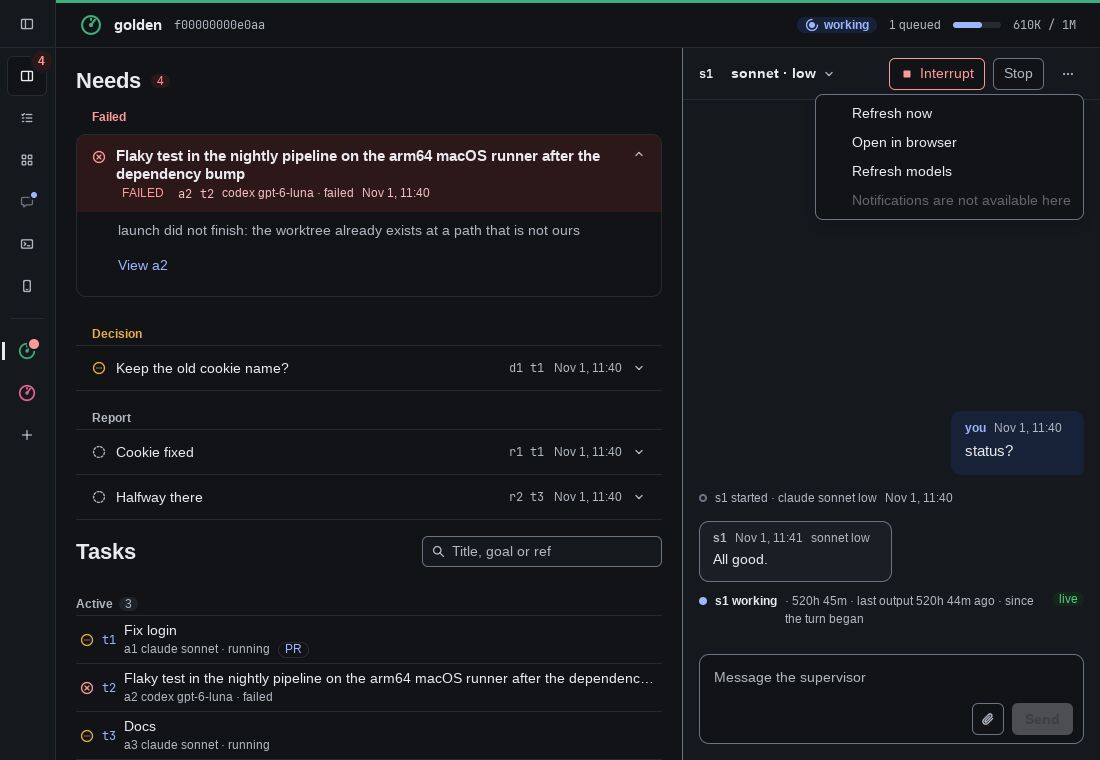 golden f00000000e0aa
working 1 queued 610K / 1M
4
Needs 4
Failed
Flaky test in the nightly pipeline on the arm64 macOS runner after the
dependency bump
FAILED a2 t2 codex gpt-6-luna · failed Nov 1, 11:40
launch did not finish: the worktree already exists at a path that is not ours
View a2
Decision
Keep the old cookie name? d1 t1 Nov 1, 11:40
Report
Cookie fixed r1 t1 Nov 1, 11:40
Halfway there r2 t3 Nov 1, 11:40
Tasks
Title, goal or ref
Active 3
t1 Fix login
a1 claude sonnet · running PR
t2 Flaky test in the nightly pipeline on the arm64 macOS runner after the dependenc…
a2 codex gpt-6-luna · failed
t3 Docs
a3 claude sonnet · running
s1 sonnet · low
Interrupt
Stop
Refresh now
Open in browser
Refresh models
Notifications are not available here
you Nov 1, 11:40
status?
s1 started · claude sonnet low Nov 1, 11:40
s1 Nov 1, 11:41 sonnet low
All good.
s1 working · 520h 45m · last output 520h 44m ago · since
the turn began
live
Message the supervisor
Send